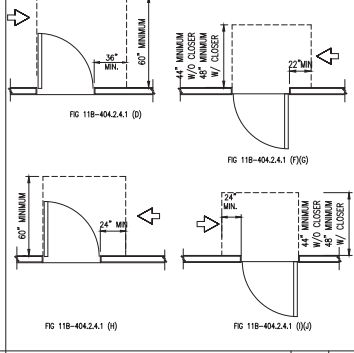 36"
MIN.
60" MINIMUM
FIG 11B-404.2.4.1 (D)
44" MINIMUM
W/O CLOSER
48" MINIMUM
W/ CLOSER
22"MIN
FIG 11B-404.2.4.1 (F)(G)
60" MINIMUM
24" MIN
FIG 11B-404.2.4.1 (H)
24"
MIN.
44" MINIMUM
W/O CLOSER
48" MINIMUM
W/ CLOSER
FIG 11B-404.2.4.1 (I)(J)